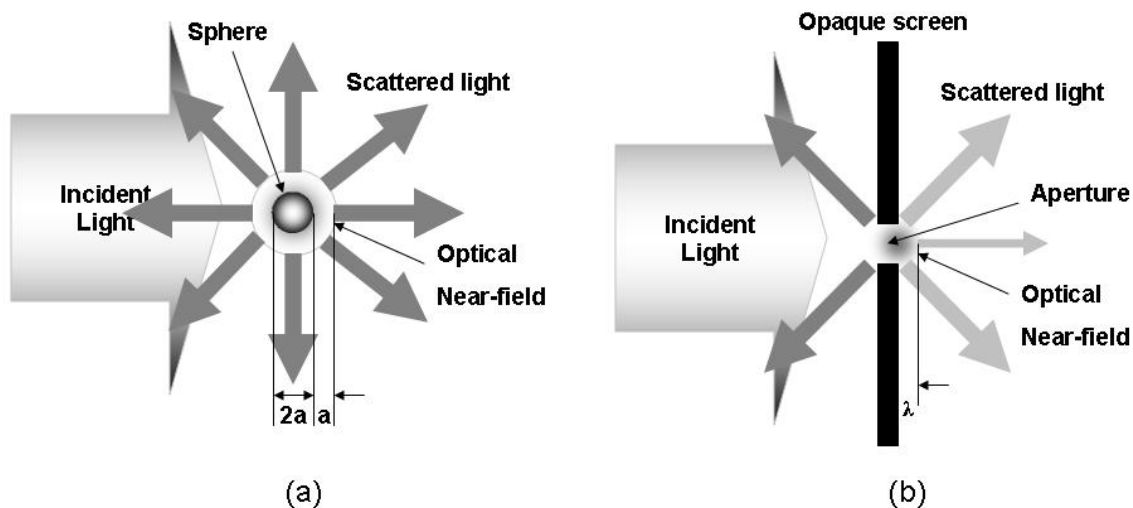 Sphere
Scattered light
Incident
Light
Optical
Near-field
2a
a
(a)
Opaque screen
Scattered light
Aperture
Incident
Light
Optical
Near-field
λ
(b)